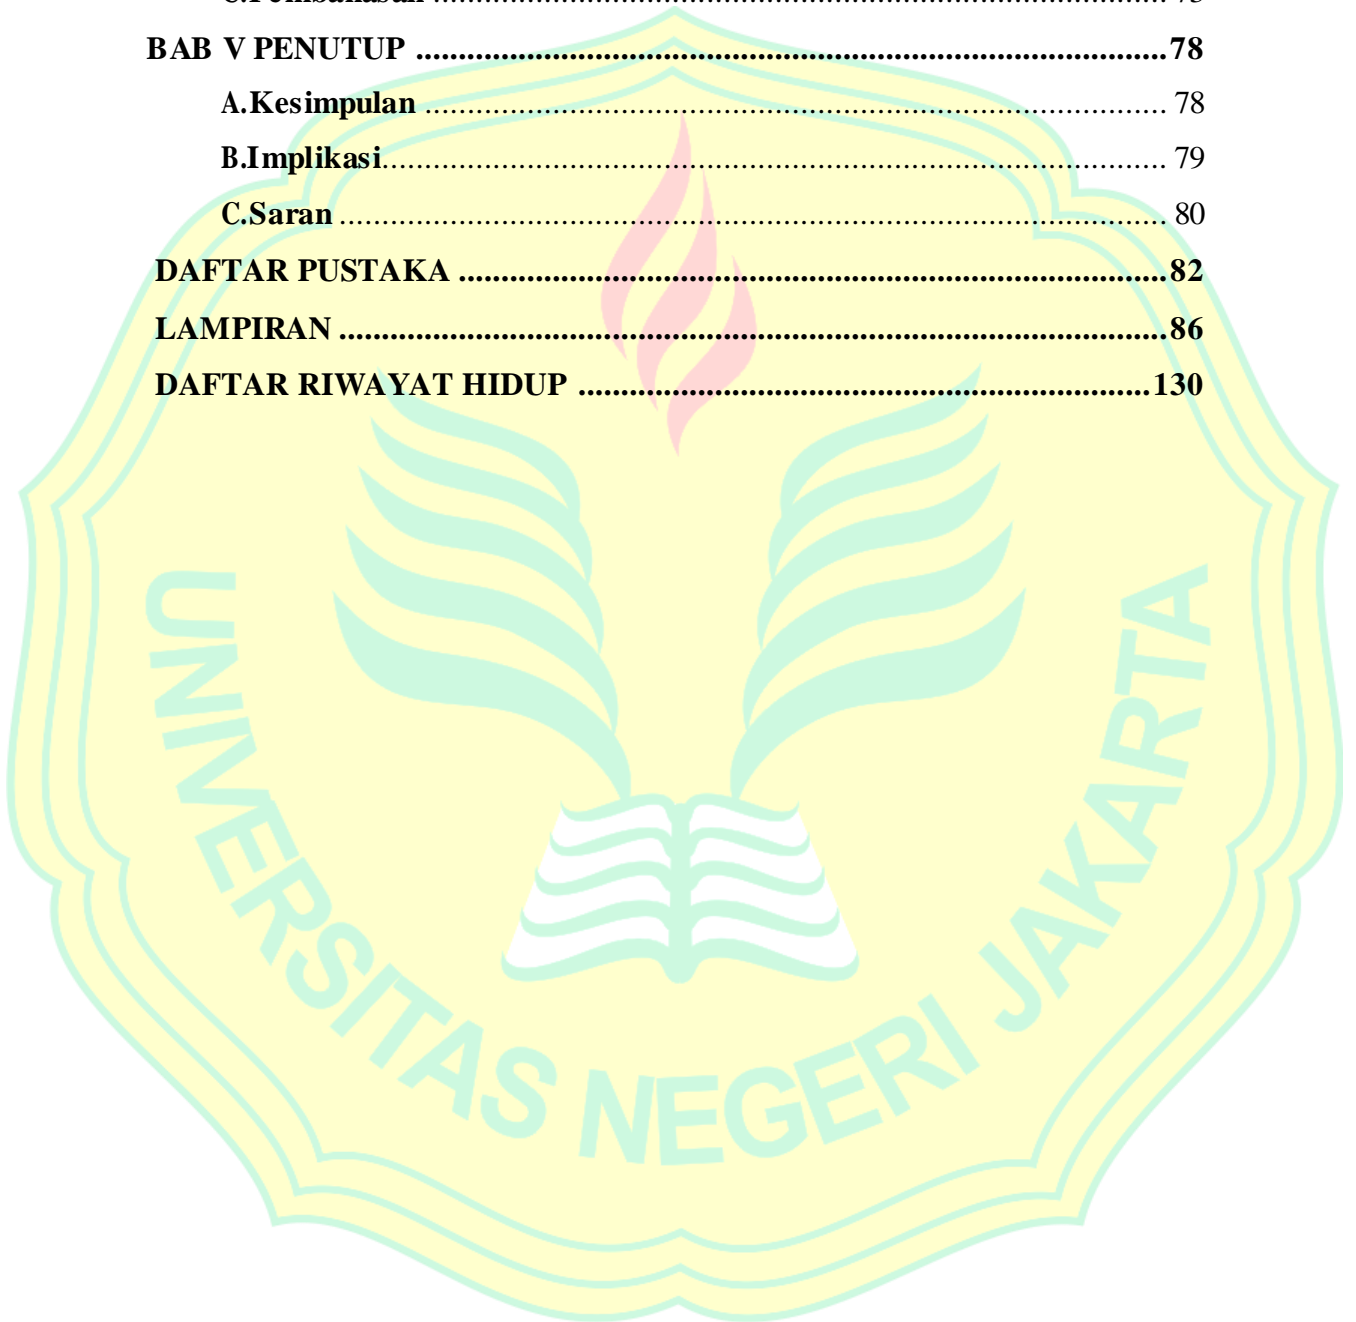 BAB V PENUTUP ........................................................................................78
A.Kesimpulan ....................................................................................... 78
B.Implikasi............................................................................................ 79
C.Saran ................................................................................................. 80
DAFTAR PUSTAKA ...................................................................................82
LAMPIRAN .................................................................................................86
DAFTAR RIWAYAT HIDUP ...................................................................130
UNIVERSITAS NEGERI JAKARTA